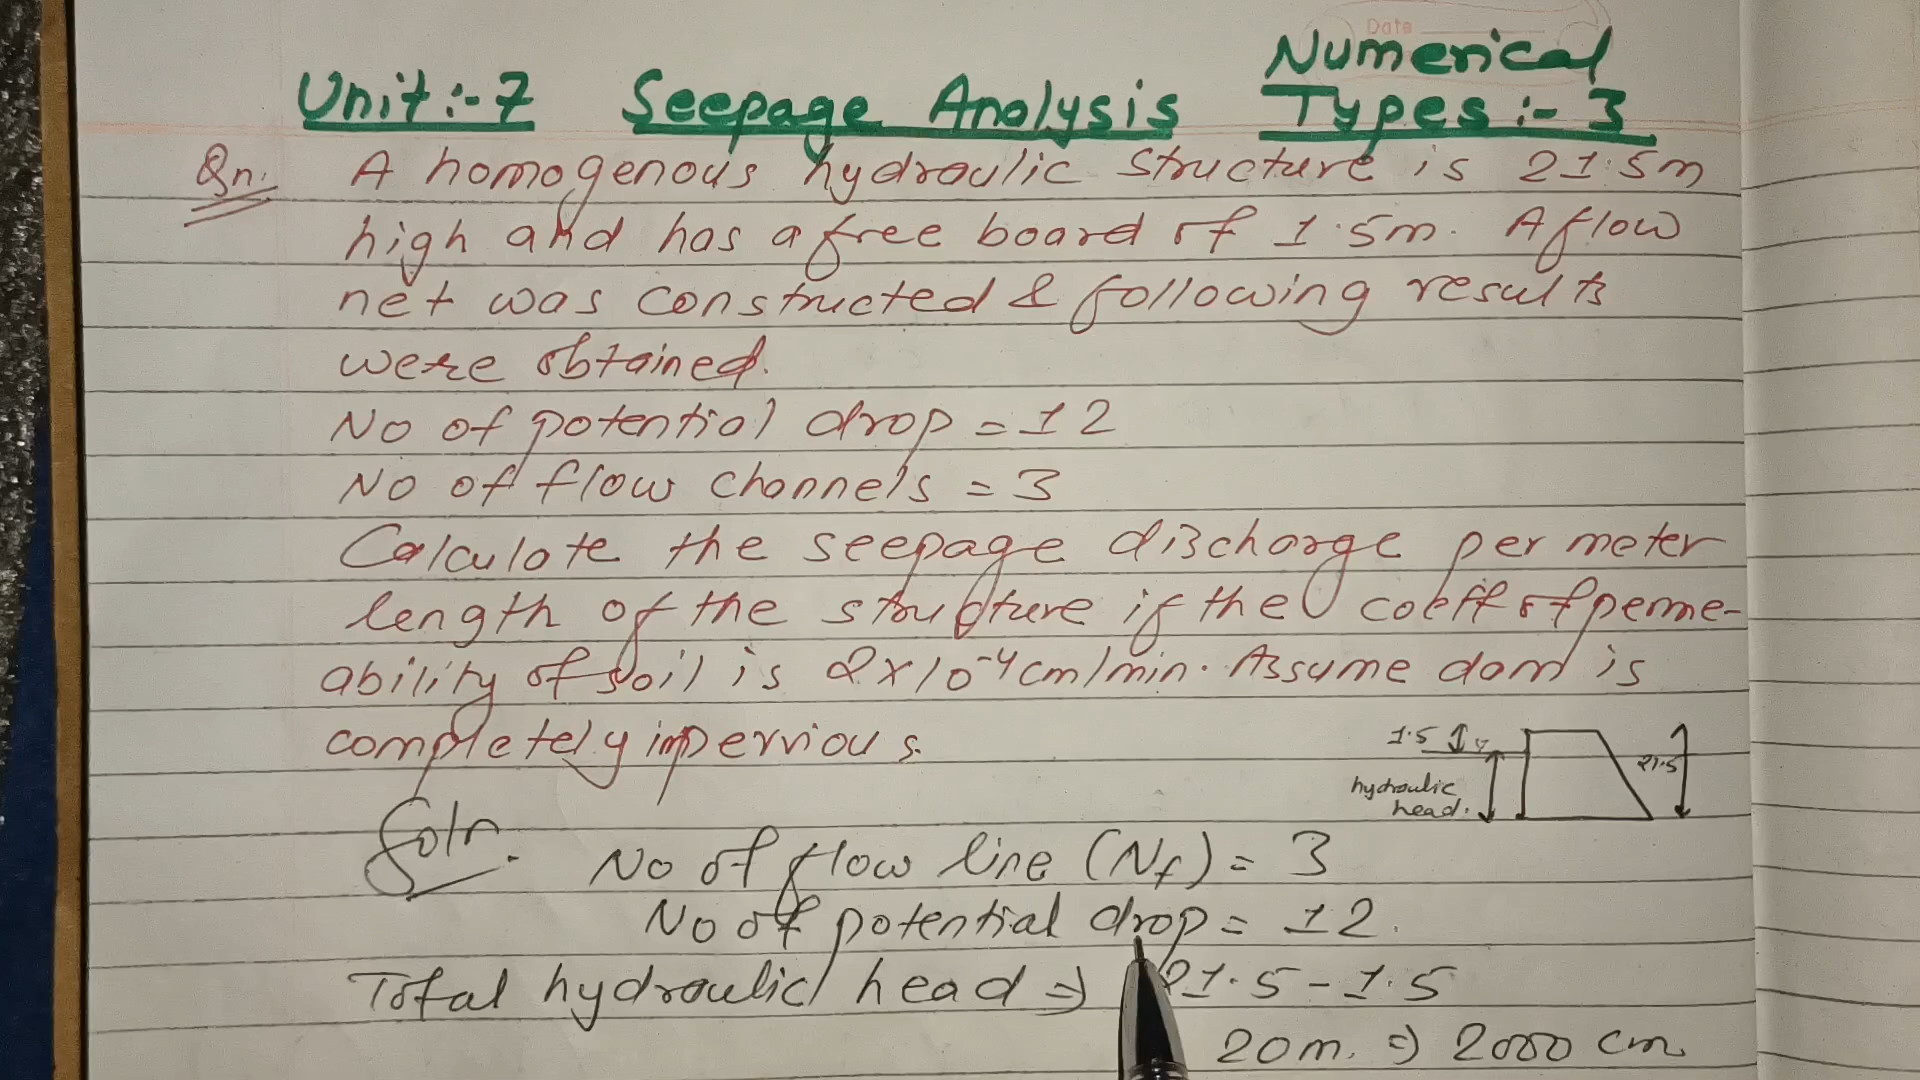 Date
Unit:-7 Seepage Analysis Numerical Types:- 3
Qn. A homogenous hydraulic structure is 21.5m
high and has a free board of 1.5m. A flow
net was constructed & following results
were obtained.
No of potential drop = 12
No of flow channels = 3
Calculate the seepage discharge per meter
length of the structure if the coeff of perme-
ability of soil is 2×10⁻⁴cm/min. Assume dam is
completely impervious.
1.5
21.5
hydraulic
head.
Soln.
No of flow line (Nf) = 3
No of potential drop = 12.
Total hydraulic head ⇒ 21.5 - 1.5
20m. ⇒ 2000 cm